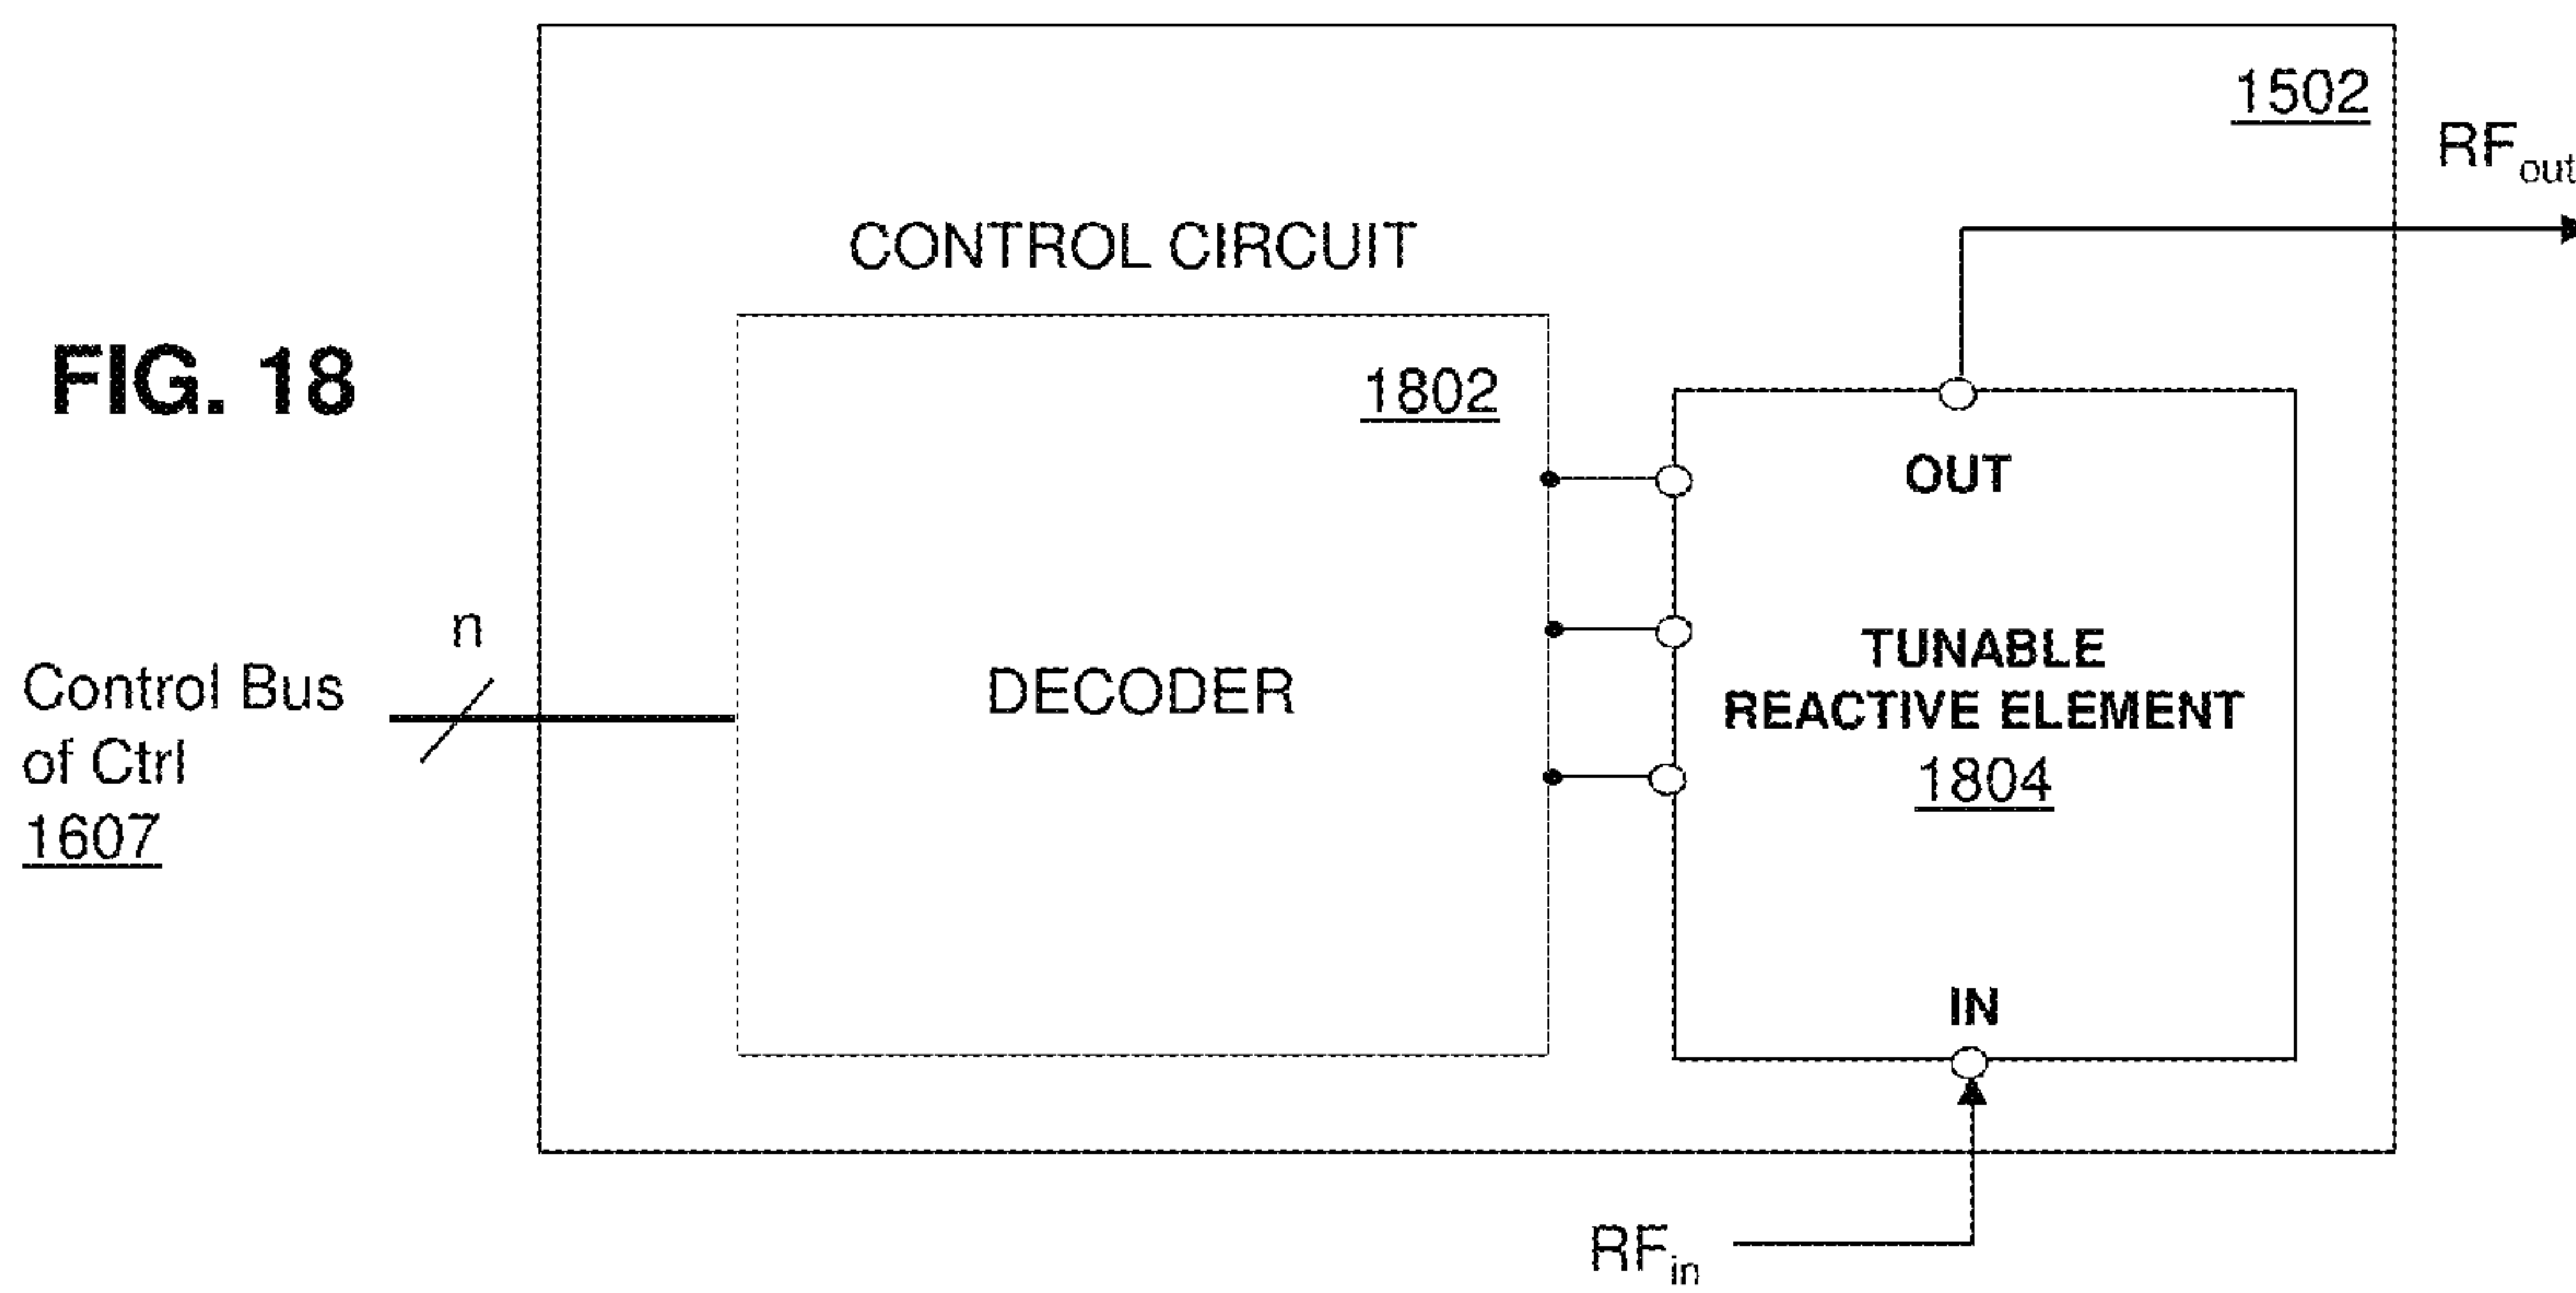 1502
RFout
CONTROL CIRCUIT
FIG. 18
1802
OUT
n
TUNABLE
REACTIVE ELEMENT
1804
DECODER
Control Bus
of Ctrl
1607
IN
RFin